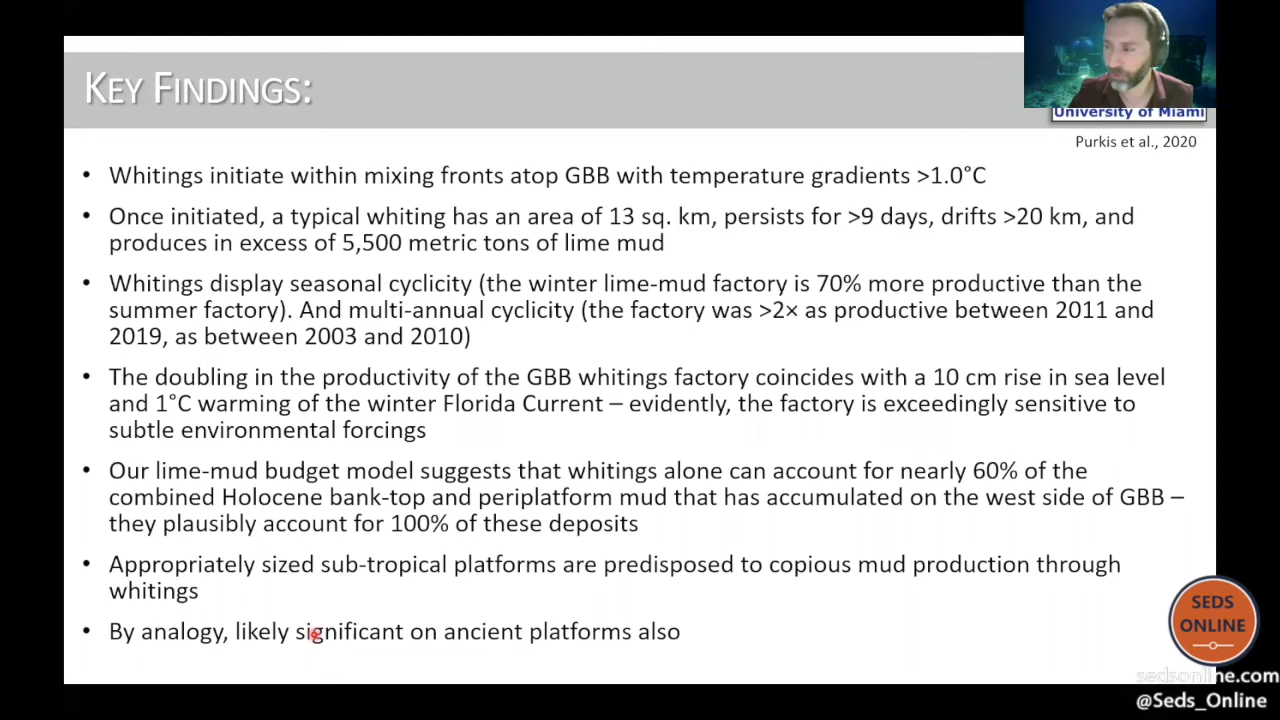 KEY FINDINGS:
University of Miami
Purkis et al., 2020
• Whitings initiate within mixing fronts atop GBB with temperature gradients >1.0°C
• Once initiated, a typical whiting has an area of 13 sq. km, persists for >9 days, drifts >20 km, and
produces in excess of 5,500 metric tons of lime mud
• Whitings display seasonal cyclicity (the winter lime-mud factory is 70% more productive than the
summer factory). And multi-annual cyclicity (the factory was >2× as productive between 2011 and
2019, as between 2003 and 2010)
• The doubling in the productivity of the GBB whitings factory coincides with a 10 cm rise in sea level
and 1°C warming of the winter Florida Current – evidently, the factory is exceedingly sensitive to
subtle environmental forcings
• Our lime-mud budget model suggests that whitings alone can account for nearly 60% of the
combined Holocene bank-top and periplatform mud that has accumulated on the west side of GBB –
they plausibly account for 100% of these deposits
• Appropriately sized sub-tropical platforms are predisposed to copious mud production through
whitings
• By analogy, likely significant on ancient platforms also
SEDS
ONLINE
sedsonline.com
@Seds_Online